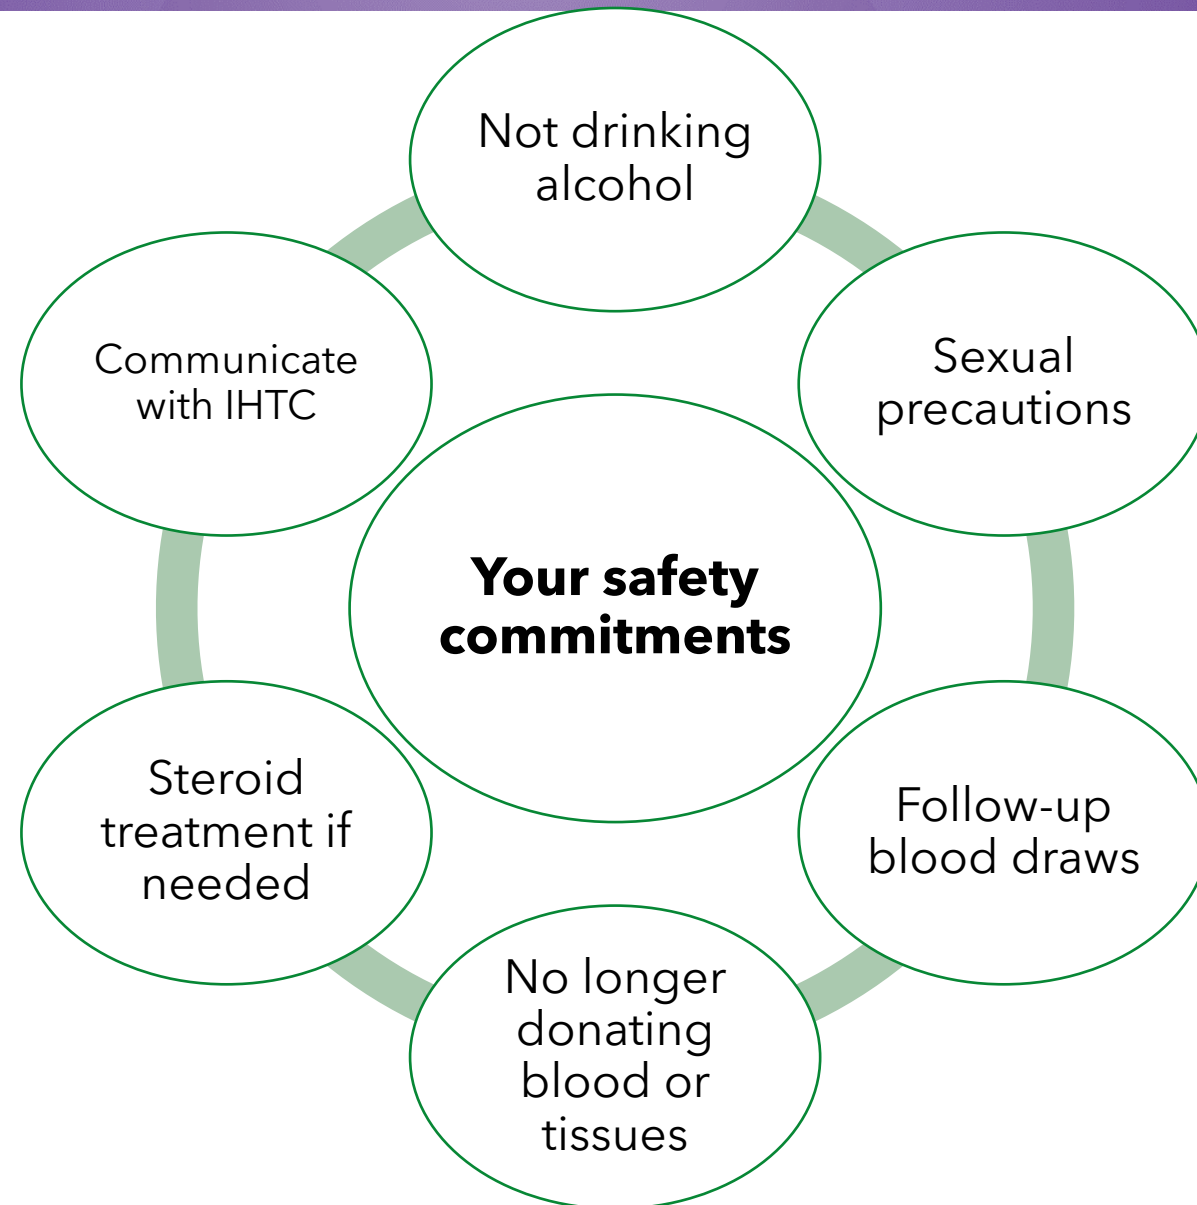 Not drinking
alcohol
Sexual
precautions
Follow-up
blood draws
No longer
donating
blood or
tissues
Steroid
treatment if
needed
Communicate
with IHTC
Your safety
commitments